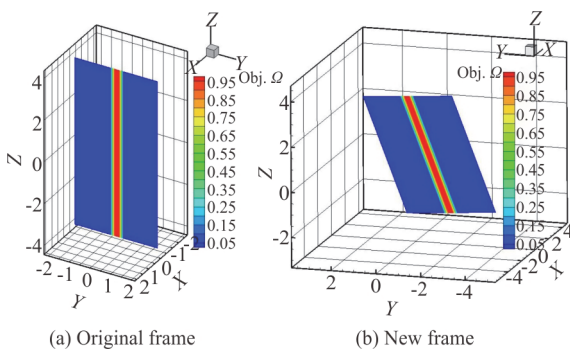 Z
X
Y
Obj. Ω
0.95
0.85
0.75
0.65
0.55
0.45
0.35
0.25
0.15
0.05
Z
4
2
0
-2
-4
-2 -1 0 1 2
Y
2 1 0 -1 -2
X
(a) Original frame
Z
Y X
Obj. Ω
0.95
0.85
0.75
0.65
0.55
0.45
0.35
0.25
0.15
0.05
Z
4
2
0
-2
2 0 -2 -4
Y
-4 -2 0 2 4
X
(b) New frame